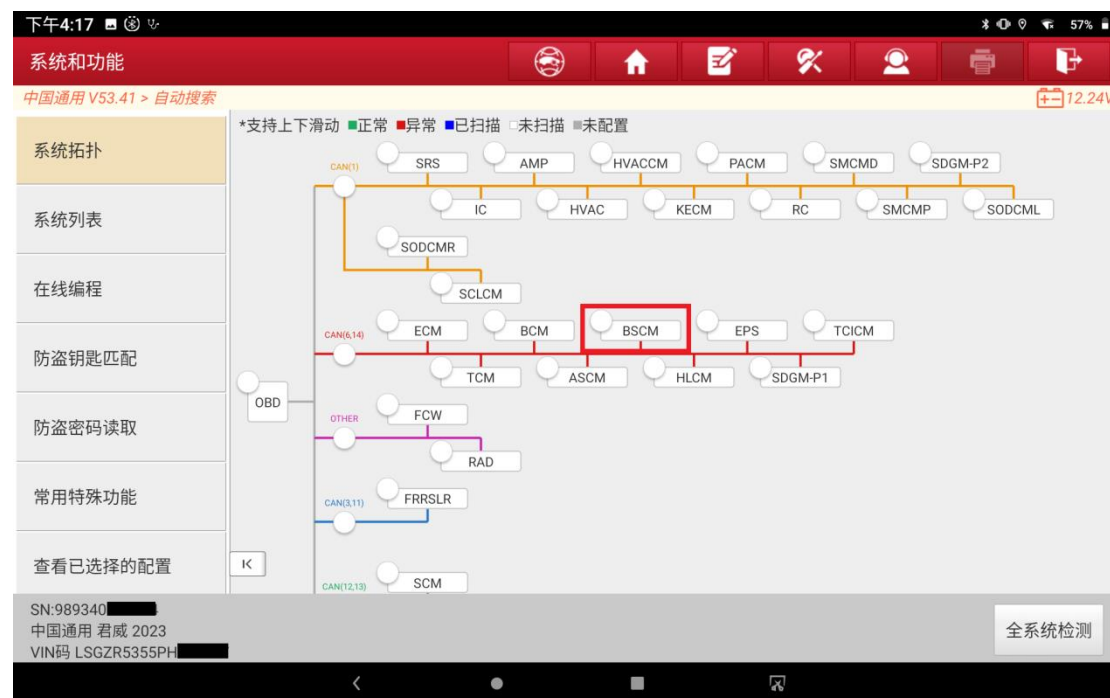 下午4:17
57%
系统和功能
中国通用 V53.41 > 自动搜索
12.24V
系统拓扑
系统列表
在线编程
防盗钥匙匹配
防盗密码读取
常用特殊功能
查看已选择的配置
*支持上下滑动 正常 异常 已扫描 未扫描 未配置
CAN(1)
SRS AMP HVACCM PACM SMCMD SDGM-P2
IC HVAC KECM RC SMCMP SODCML
SODCMR
SCLCM
CAN(6,14)
ECM BCM BSCM EPS TCICM
TCM ASCM HLCM SDGM-P1
OBD
OTHER
FCW
RAD
CAN(3,11)
FRRSLR
CAN(12,13)
SCM
SN:989340
中国通用 君威 2023
VIN码 LSGZR5355PH
全系统检测